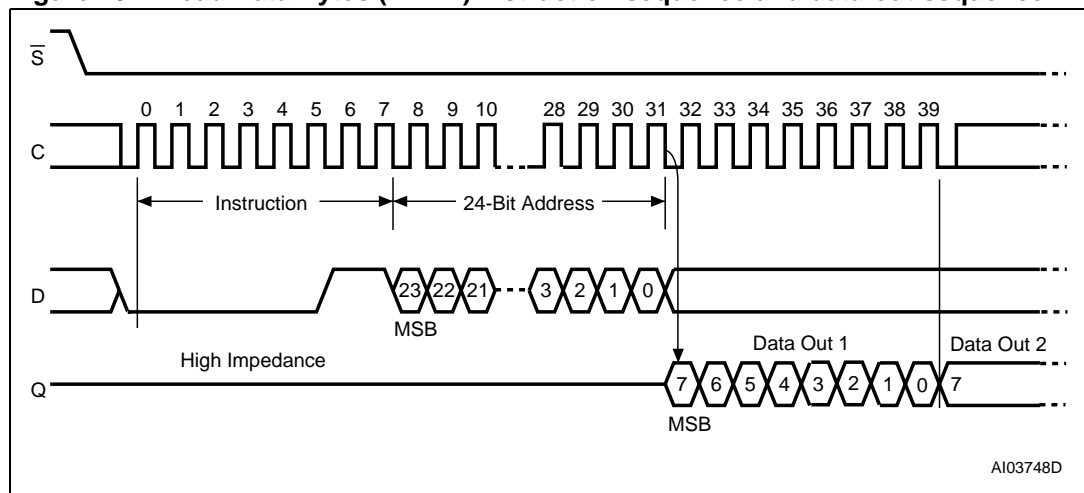 S
0 1 2 3 4 5 6 7 8 9 10 28 29 30 31 32 33 34 35 36 37 38 39
C
Instruction 24-Bit Address
D 23 22 21 3 2 1 0
MSB
High Impedance Data Out 1 Data Out 2
Q 7 6 5 4 3 2 1 0 7
MSB
AI03748D